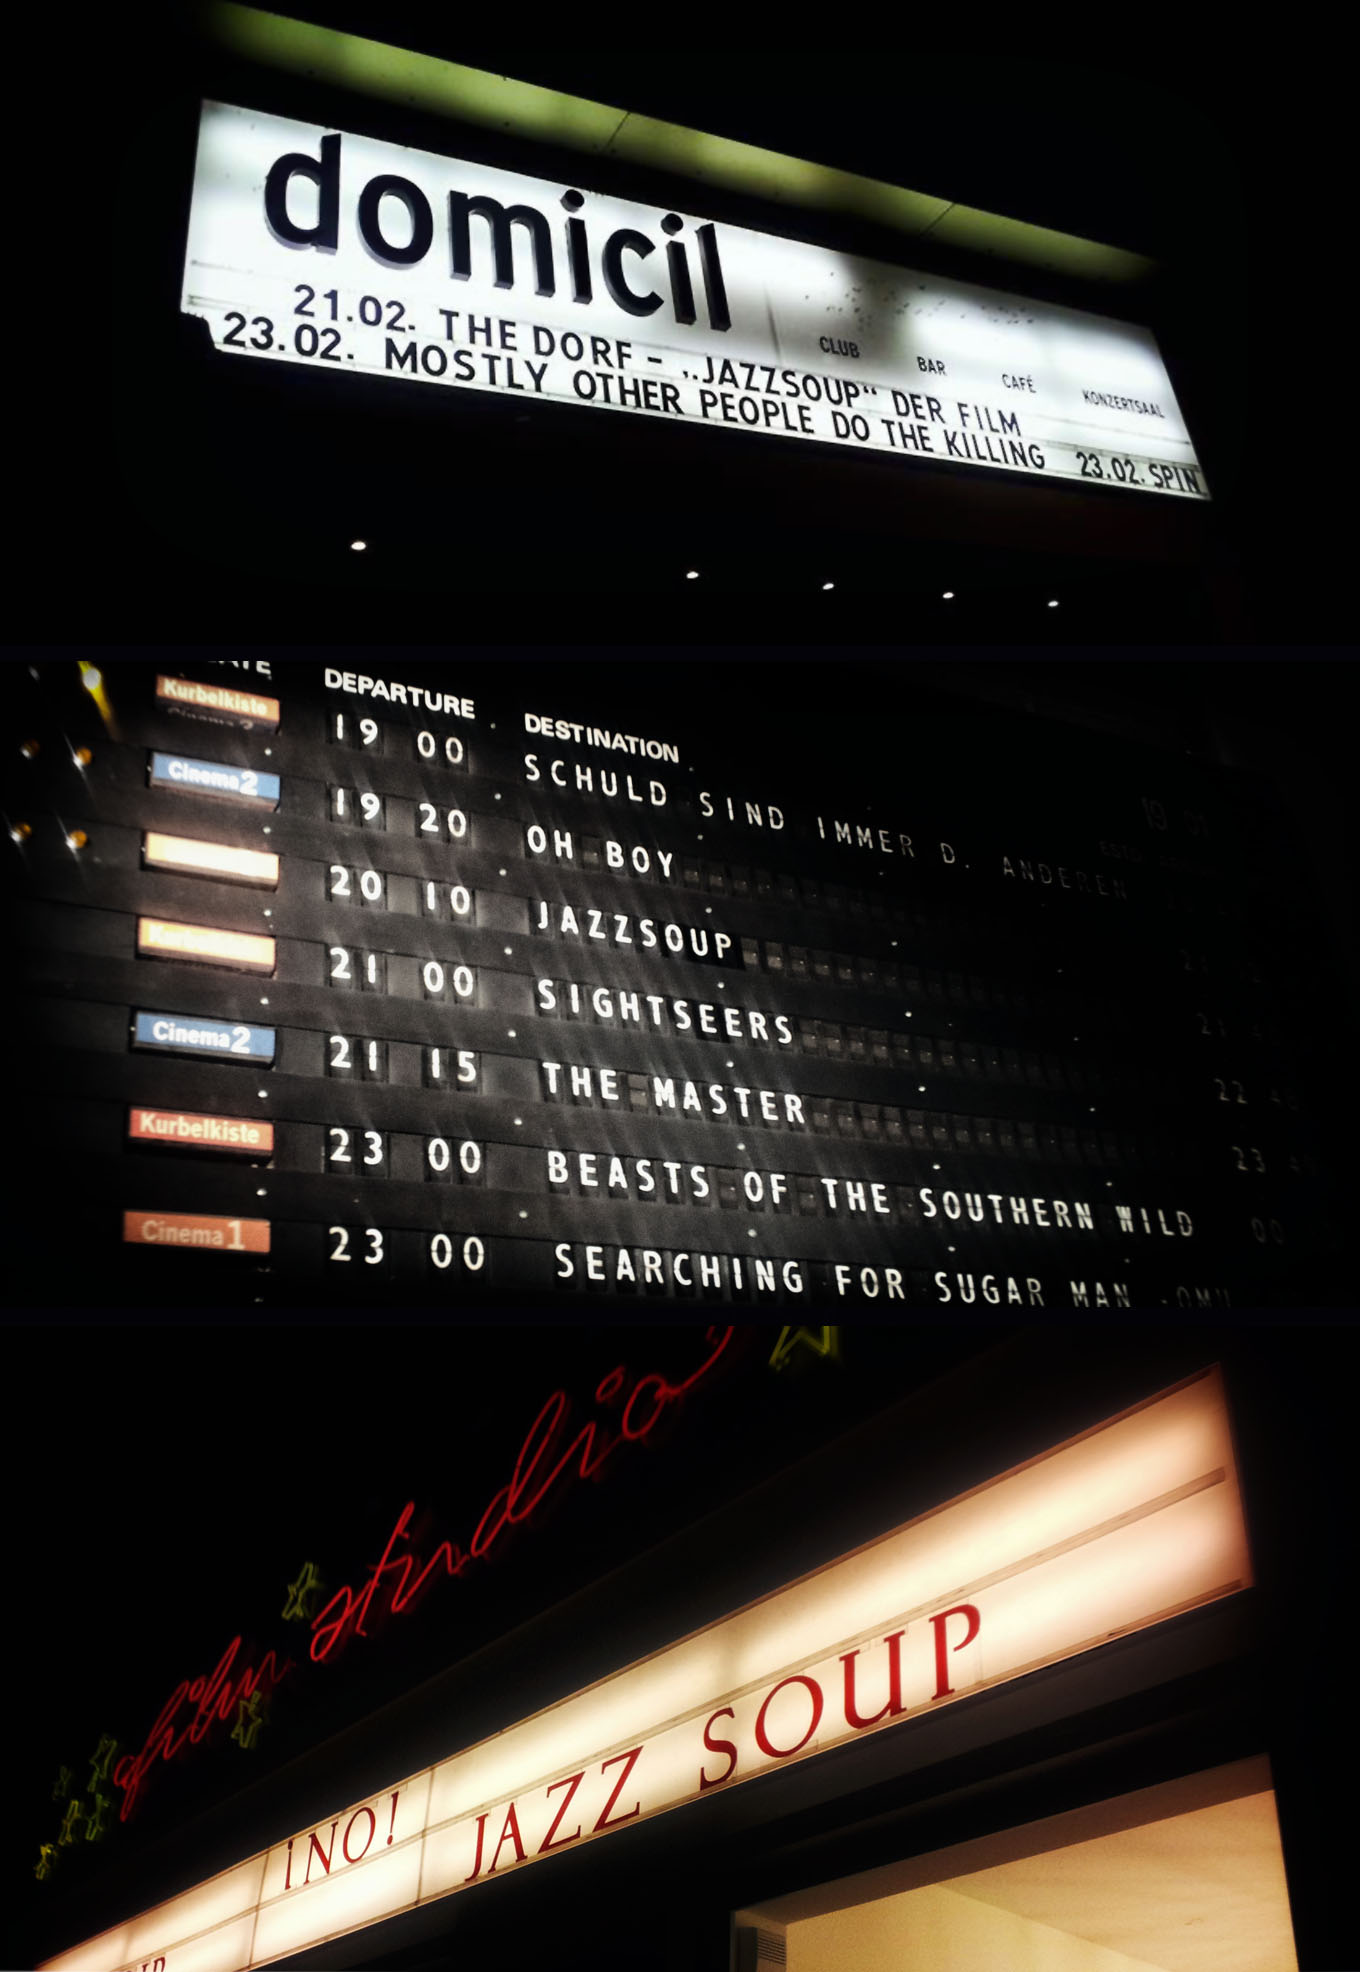 domicil
CLUB BAR CAFÉ KONZERTSAAL
21.02. THE DORF - „JAZZSOUP“ DER FILM
23.02. MOSTLY OTHER PEOPLE DO THE KILLING 23.02. SPIN
DEPARTURE DESTINATION
Kurbelkiste 19 00 SCHULD SIND IMMER D. ANDEREN
Cinema 2 19 20 OH BOY
20 10 JAZZSOUP
Kurbelkiste 21 00 SIGHTSEERS
Cinema 2 21 15 THE MASTER
Kurbelkiste 23 00 BEASTS OF THE SOUTHERN WILD
Cinema 1 23 00 SEARCHING FOR SUGAR MAN -OMU
film studio
¡NO! JAZZ SOUP